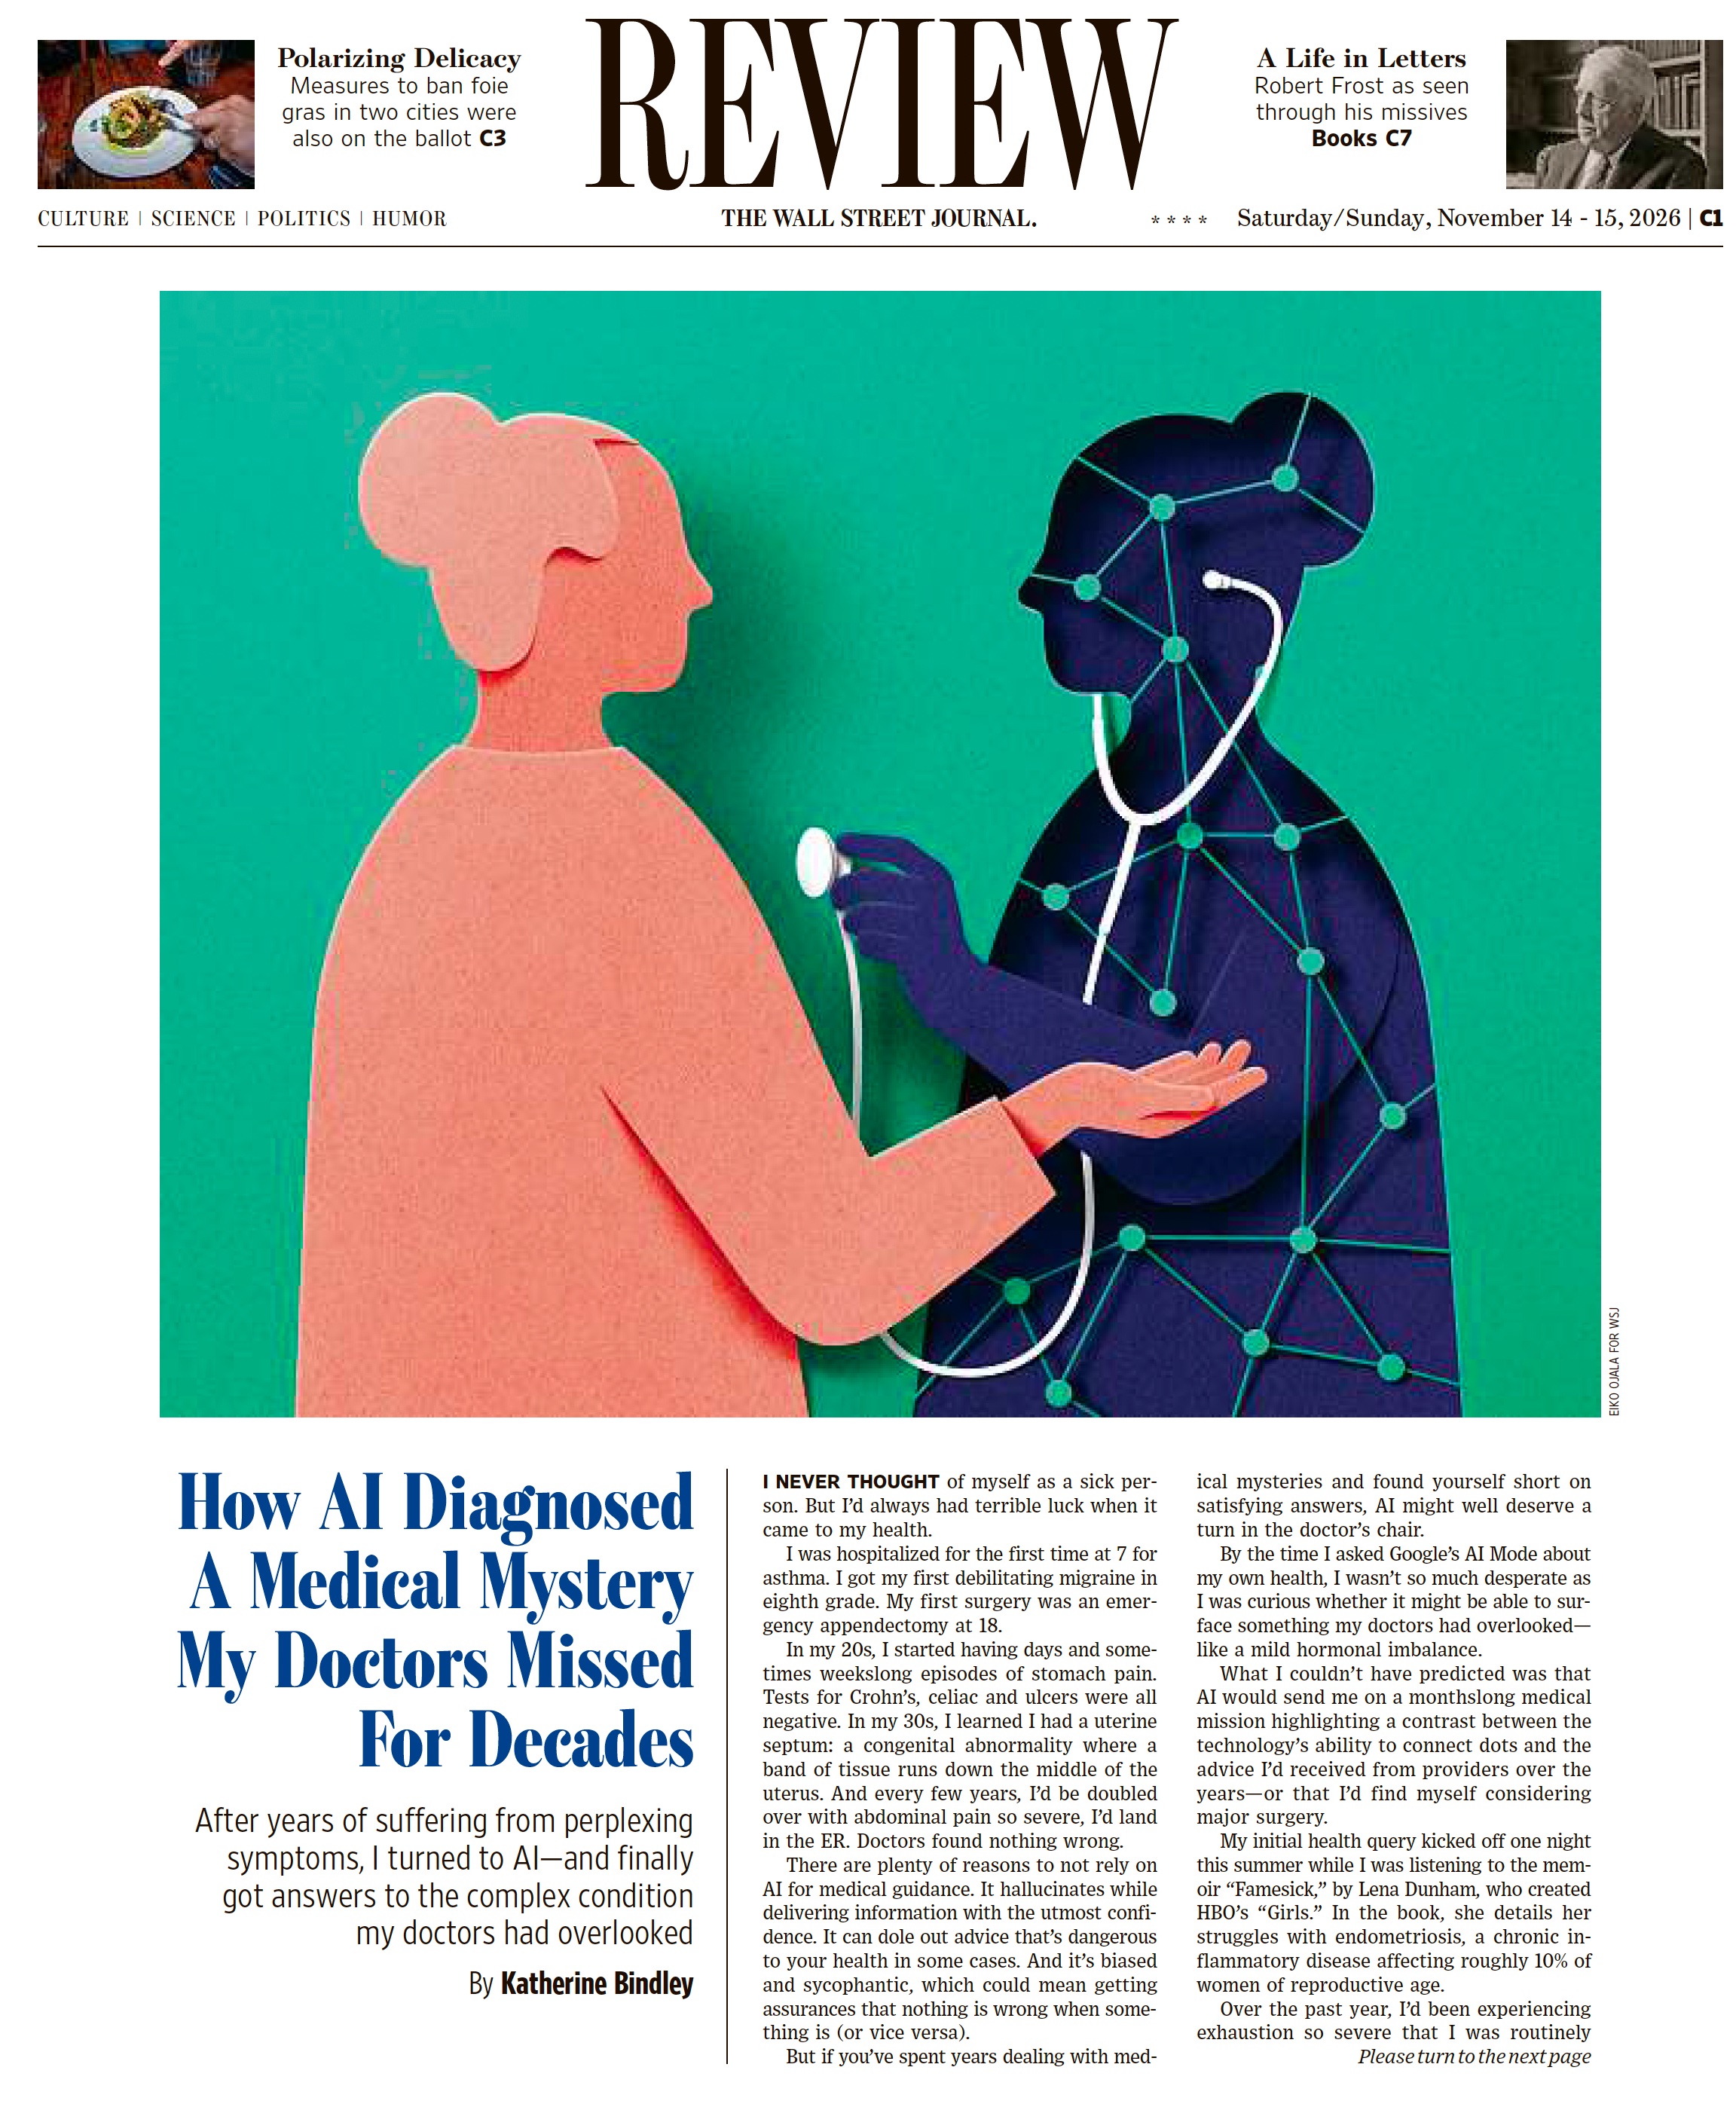 Polarizing Delicacy
Measures to ban foie
gras in two cities were
also on the ballot C3
REVIEW
A Life in Letters
Robert Frost as seen
through his missives
Books C7
CULTURE | SCIENCE | POLITICS | HUMOR
THE WALL STREET JOURNAL.
* * * *
Saturday/Sunday, November 14 - 15, 2026 | C1
EIKO OJALA FOR WSJ
How AI Diagnosed
A Medical Mystery
My Doctors Missed
For Decades
After years of suffering from perplexing
symptoms, I turned to AI—and finally
got answers to the complex condition
my doctors had overlooked
By Katherine Bindley
I NEVER THOUGHT of myself as a sick per-
son. But I’d always had terrible luck when it
came to my health.
I was hospitalized for the first time at 7 for
asthma. I got my first debilitating migraine in
eighth grade. My first surgery was an emer-
gency appendectomy at 18.
In my 20s, I started having days and some-
times weekslong episodes of stomach pain.
Tests for Crohn’s, celiac and ulcers were all
negative. In my 30s, I learned I had a uterine
septum: a congenital abnormality where a
band of tissue runs down the middle of the
uterus. And every few years, I’d be doubled
over with abdominal pain so severe, I’d land
in the ER. Doctors found nothing wrong.
There are plenty of reasons to not rely on
AI for medical guidance. It hallucinates while
delivering information with the utmost confi-
dence. It can dole out advice that’s dangerous
to your health in some cases. And it’s biased
and sycophantic, which could mean getting
assurances that nothing is wrong when some-
thing is (or vice versa).
But if you’ve spent years dealing with med-
ical mysteries and found yourself short on
satisfying answers, AI might well deserve a
turn in the doctor’s chair.
By the time I asked Google’s AI Mode about
my own health, I wasn’t so much desperate as
I was curious whether it might be able to sur-
face something my doctors had overlooked—
like a mild hormonal imbalance.
What I couldn’t have predicted was that
AI would send me on a monthslong medical
mission highlighting a contrast between the
technology’s ability to connect dots and the
advice I’d received from providers over the
years—or that I’d find myself considering
major surgery.
My initial health query kicked off one night
this summer while I was listening to the mem-
oir “Famesick,” by Lena Dunham, who created
HBO’s “Girls.” In the book, she details her
struggles with endometriosis, a chronic in-
flammatory disease affecting roughly 10% of
women of reproductive age.
Over the past year, I’d been experiencing
exhaustion so severe that I was routinely
Please turn to the next page